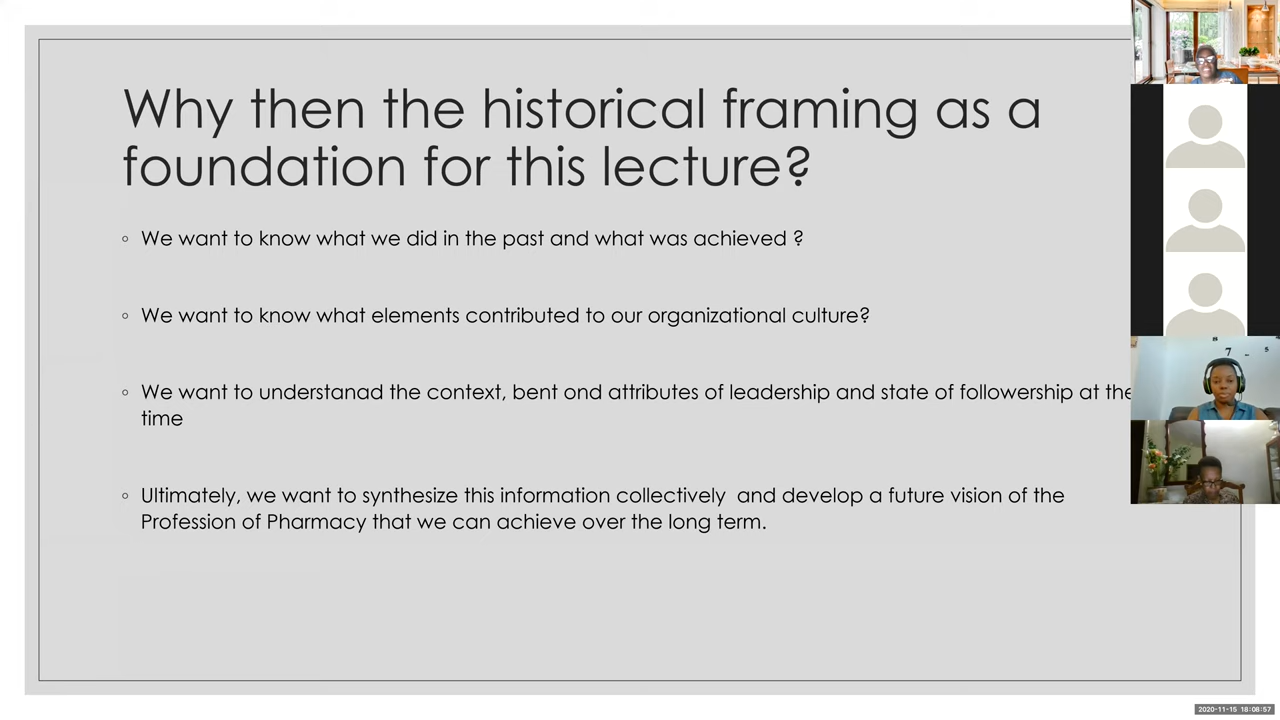 Why then the historical framing as a
foundation for this lecture?
◦ We want to know what we did in the past and what was achieved ?
◦ We want to know what elements contributed to our organizational culture?
◦ We want to understanad the context, bent ond attributes of leadership and state of followership at the
time
◦ Ultimately, we want to synthesize this information collectively  and develop a future vision of the
Profession of Pharmacy that we can achieve over the long term.
7
5
2020-11-15 18:08:57